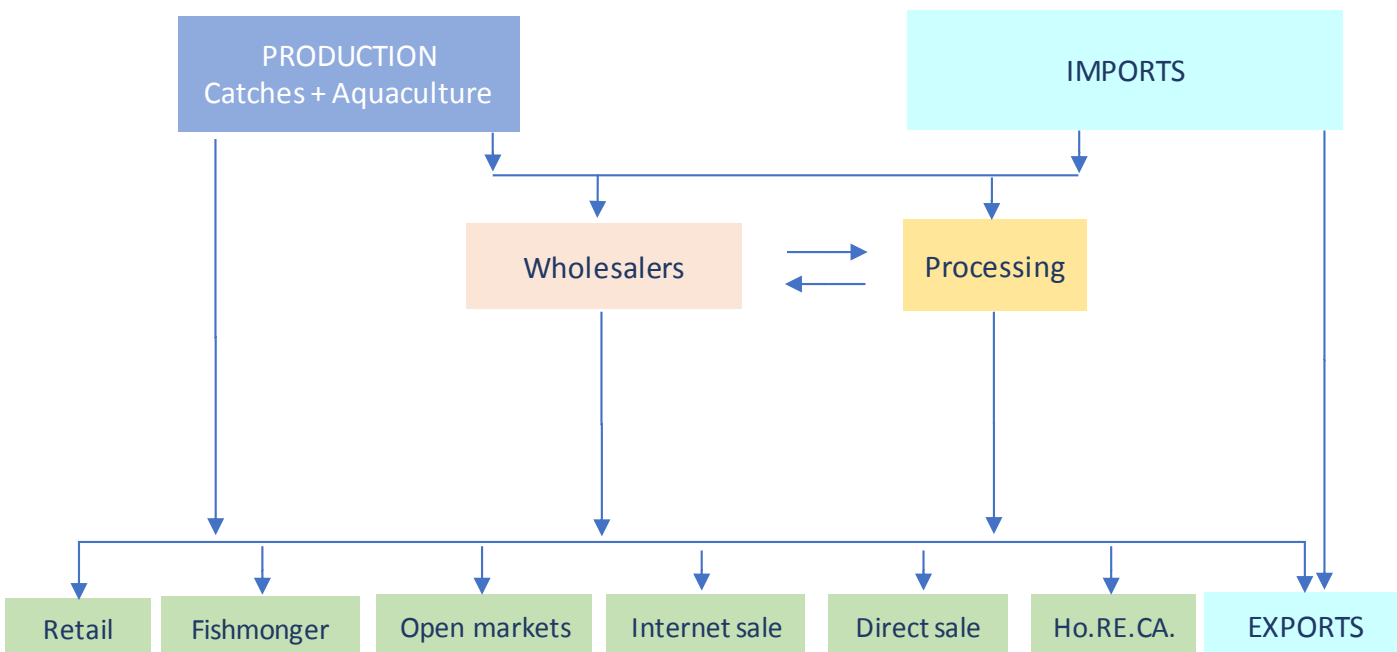 PRODUCTION
Catches + Aquaculture
IMPORTS
Wholesalers
Processing
Retail
Fishmonger
Open markets
Internet sale
Direct sale
Ho.RE.CA.
EXPORTS